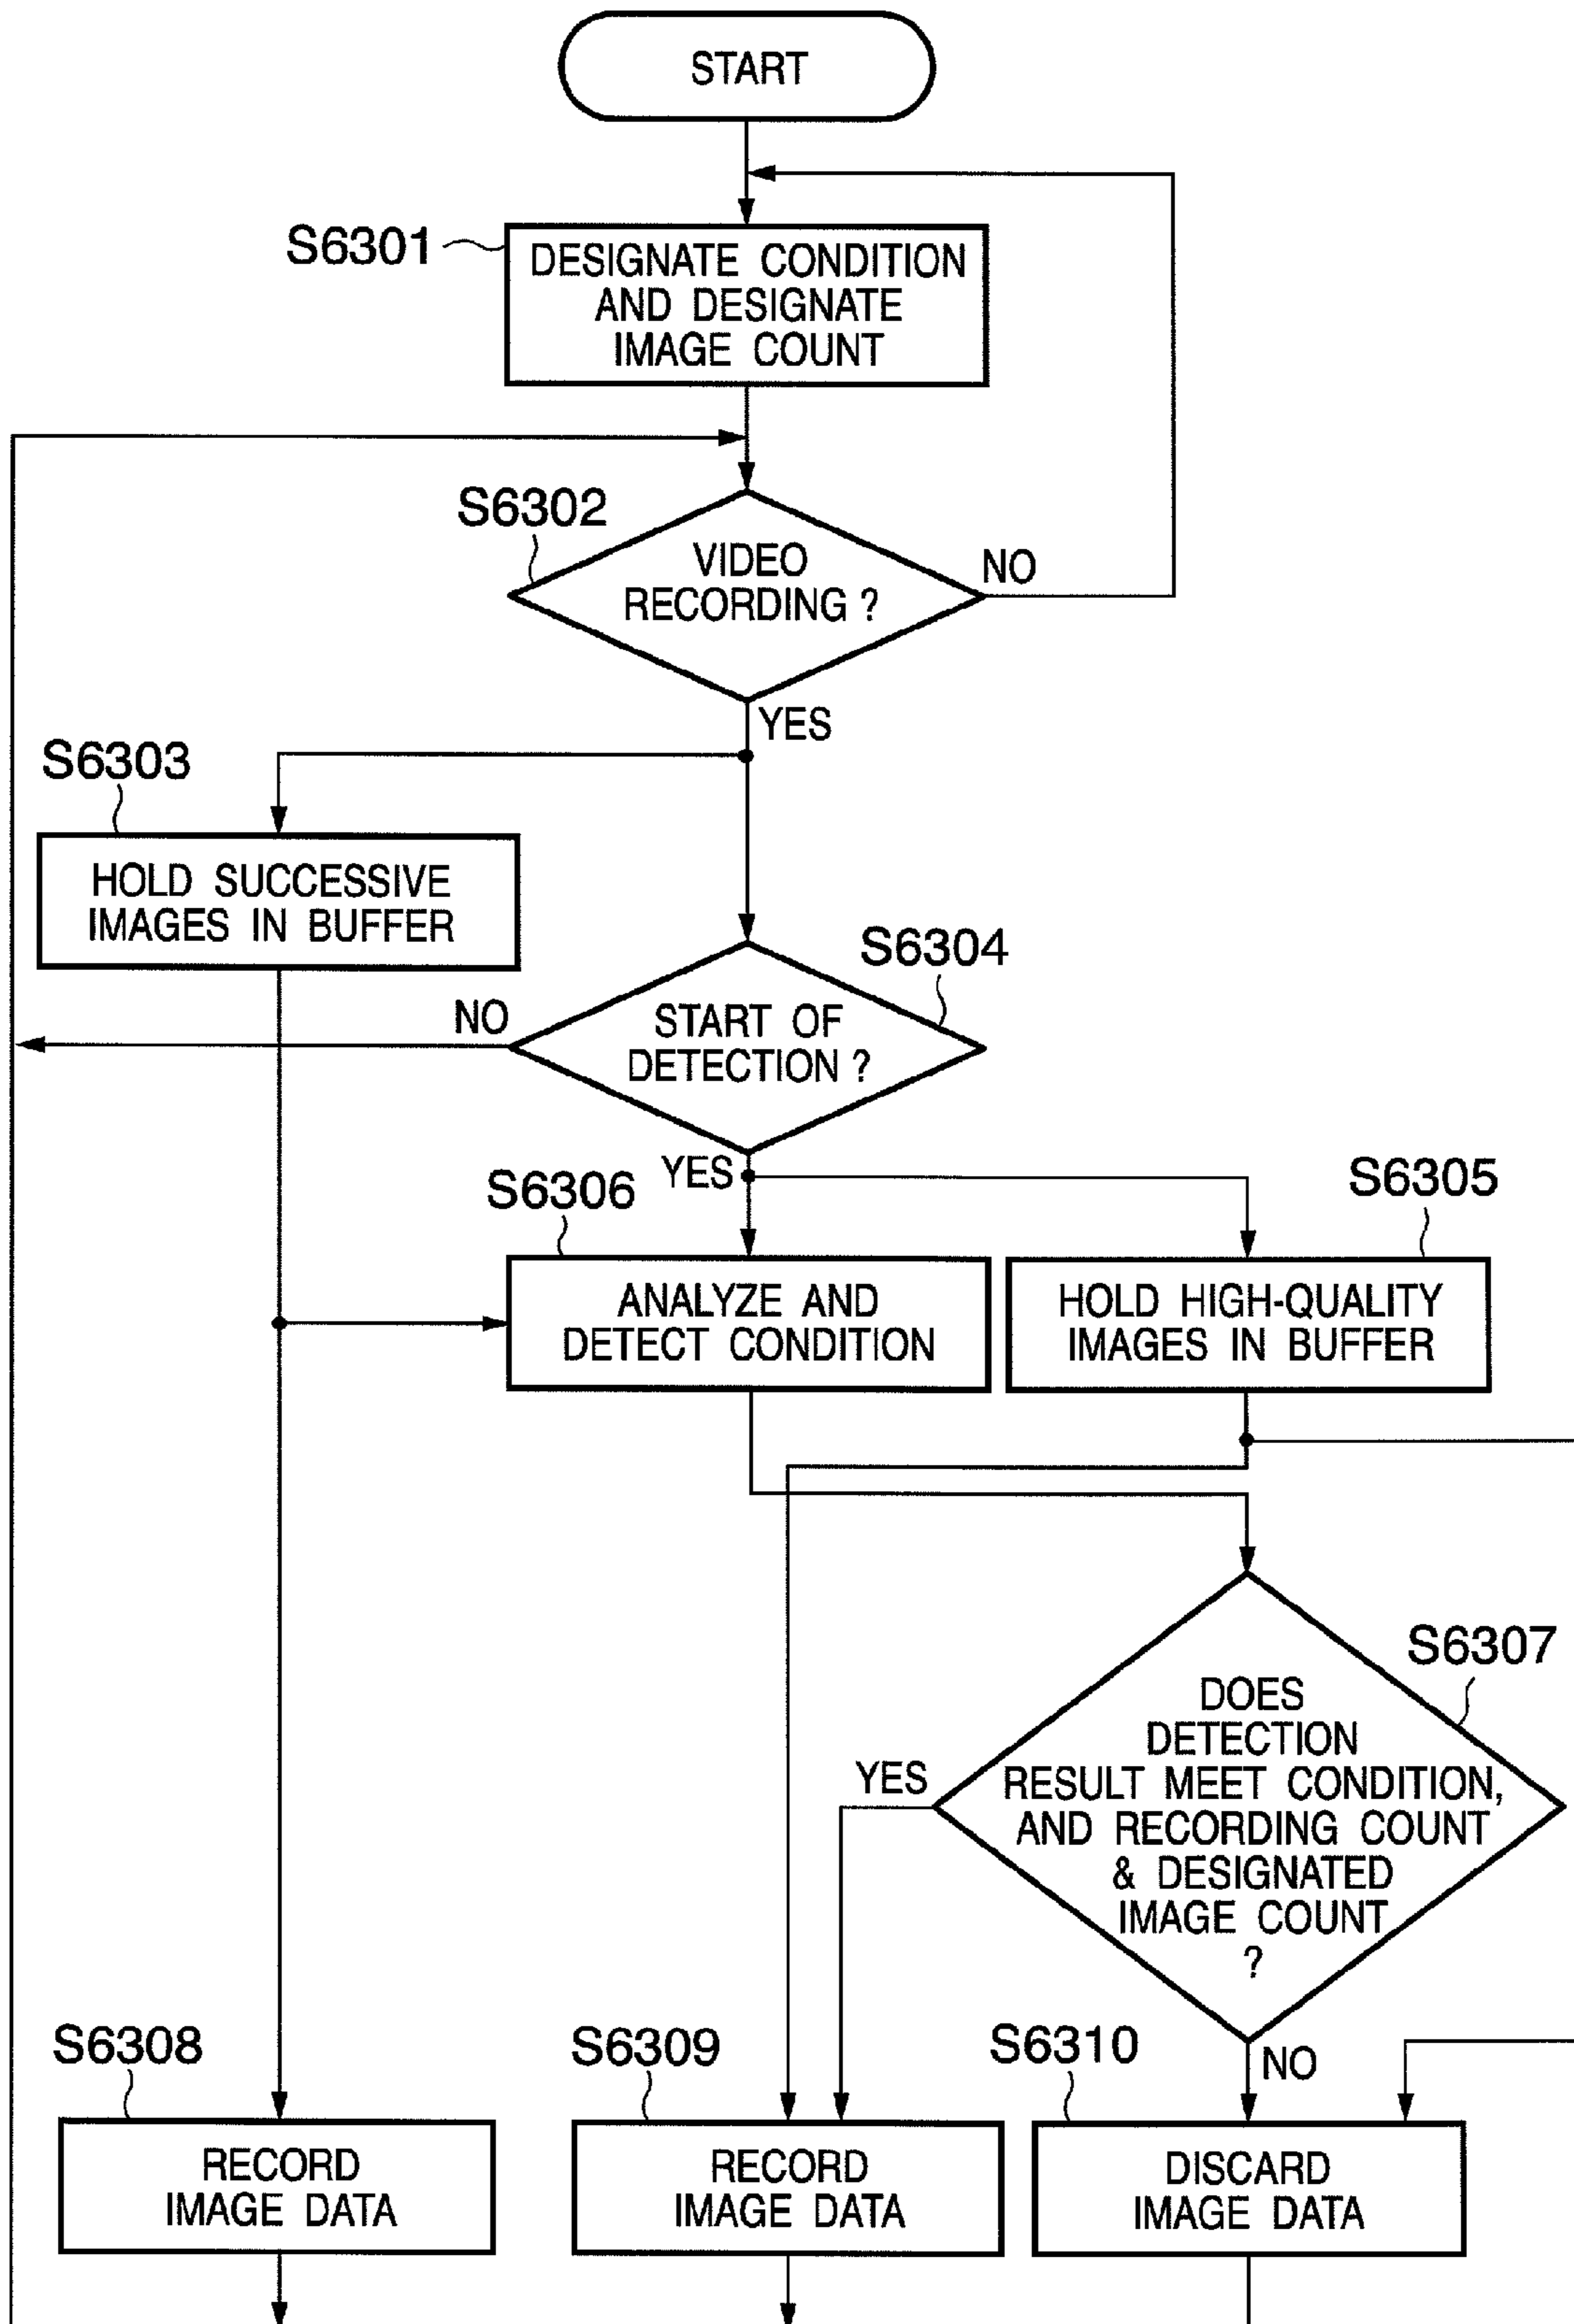 START
S6301
DESIGNATE CONDITION
AND DESIGNATE
IMAGE COUNT
S6302
VIDEO
RECORDING ?
NO
YES
S6303
HOLD SUCCESSIVE
IMAGES IN BUFFER
S6304
START OF
DETECTION ?
NO
YES
S6306
ANALYZE AND
DETECT CONDITION
S6305
HOLD HIGH-QUALITY
IMAGES IN BUFFER
S6307
DOES
DETECTION
RESULT MEET CONDITION,
AND RECORDING COUNT
& DESIGNATED
IMAGE COUNT
?
YES
NO
S6308
RECORD
IMAGE DATA
S6309
RECORD
IMAGE DATA
S6310
DISCARD
IMAGE DATA